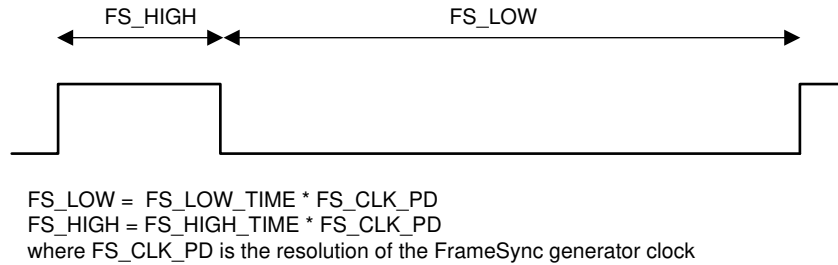 FS_HIGH
FS_LOW
FS_LOW = FS_LOW_TIME * FS_CLK_PD
FS_HIGH = FS_HIGH_TIME * FS_CLK_PD
where FS_CLK_PD is the resolution of the FrameSync generator clock